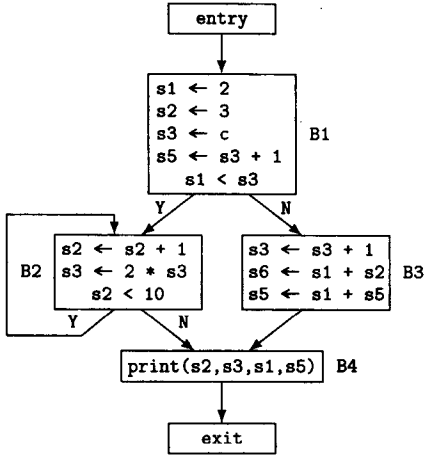 entry
s1 ← 2
s2 ← 3
s3 ← c
s5 ← s3 + 1
s1 < s3
B1
Y
N
s2 ← s2 + 1
s3 ← 2 * s3
s2 < 10
B2
s3 ← s3 + 1
s6 ← s1 + s2
s5 ← s1 + s5
B3
Y
N
print(s2,s3,s1,s5)
B4
exit